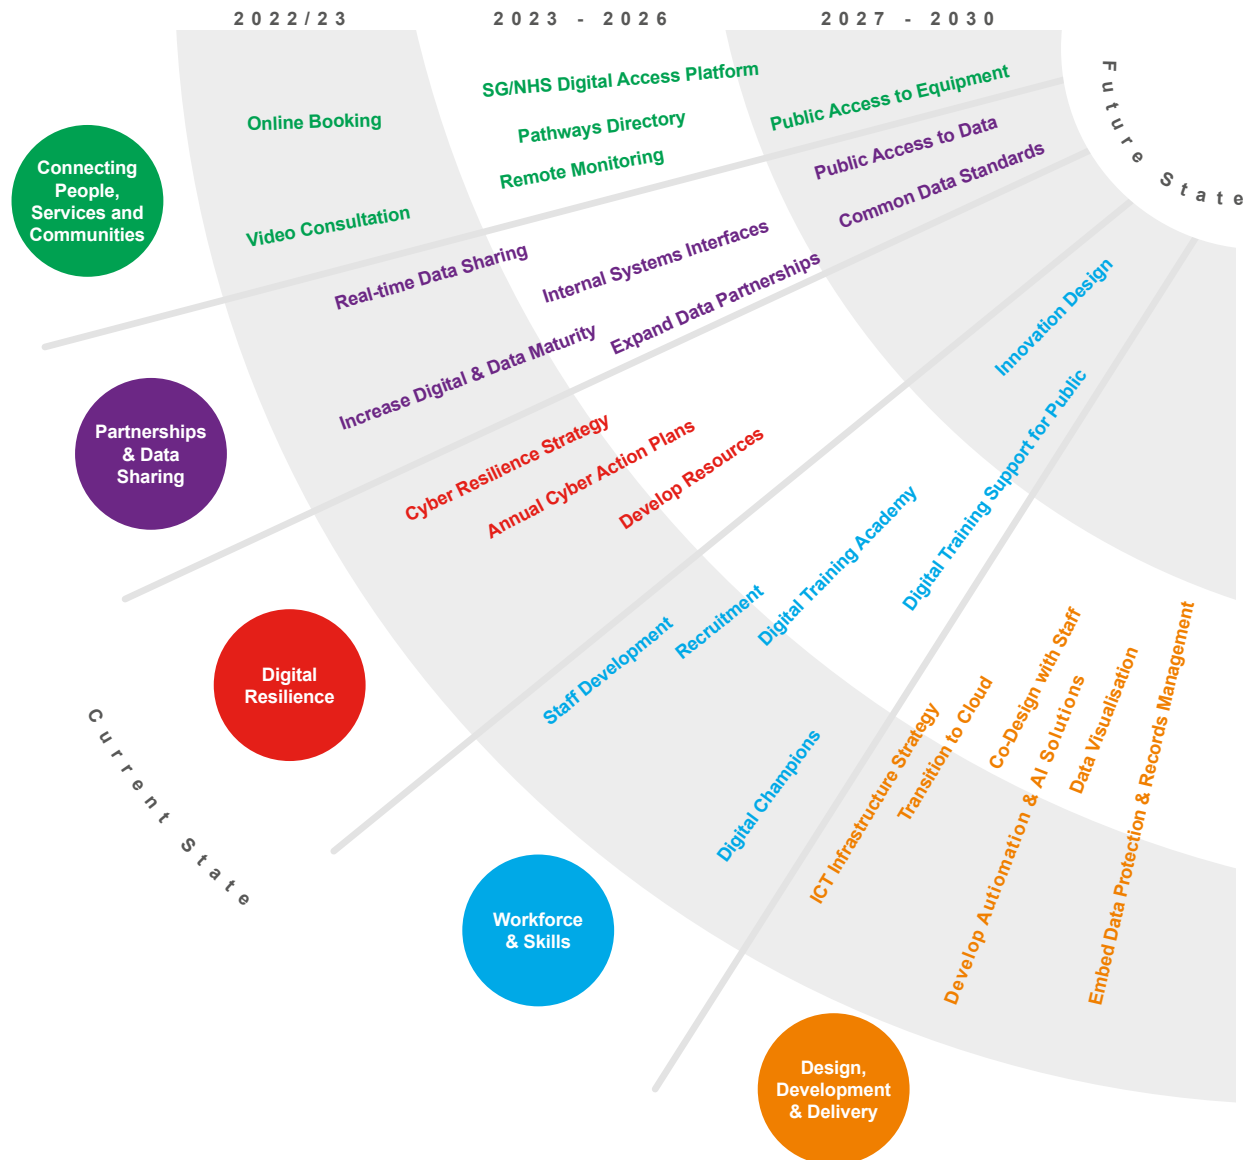 2022/23
2023 - 2026
2027 - 2030
Future State
Connecting
People,
Services and
Communities
Online Booking
Video Consultation
SG/NHS Digital Access Platform
Pathways Directory
Remote Monitoring
Public Access to Equipment
Partnerships
& Data
Sharing
Real-time Data Sharing
Increase Digital & Data Maturity
Internal Systems Interfaces
Expand Data Partnerships
Public Access to Data
Common Data Standards
Digital
Resilience
Cyber Resilience Strategy
Annual Cyber Action Plans
Develop Resources
Workforce
& Skills
Staff Development
Recruitment
Digital Champions
Digital Training Academy
Digital Training Support for Public
Innovation Design
Design,
Development
& Delivery
ICT Infrastructure Strategy
Transition to Cloud
Co-Design with Staff
Develop Autiomation & AI Solutions
Data Visualisation
Embed Data Protection & Records Management
Current State